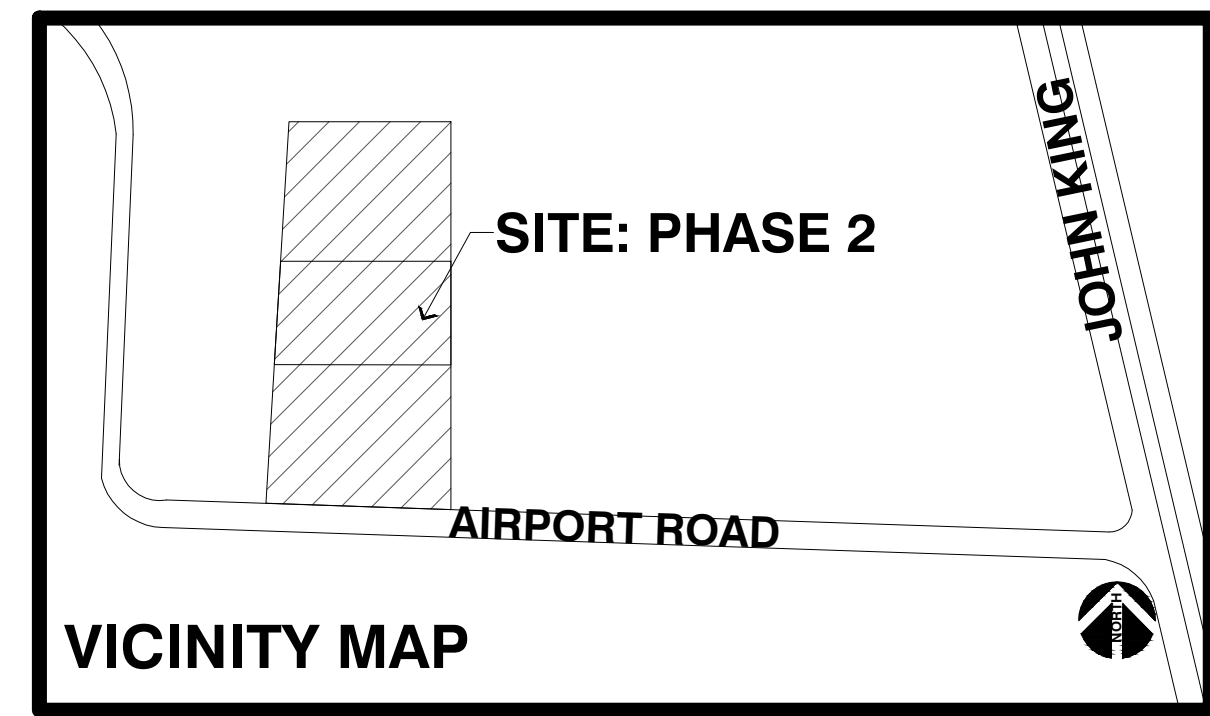 JOHN KING
SITE: PHASE 2
AIRPORT ROAD
NORTH
VICINITY MAP